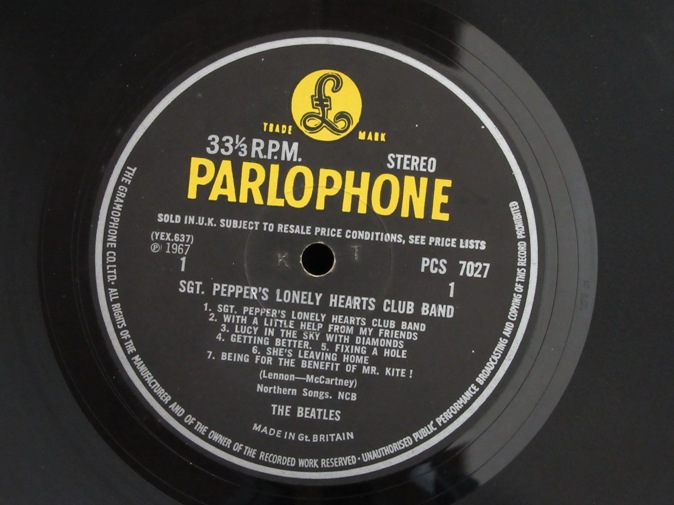 TRADE MARK
33⅓ R.P.M. STEREO
PARLOPHONE
SOLD IN U.K. SUBJECT TO RESALE PRICE CONDITIONS, SEE PRICE LISTS
(YEX.637)
℗ 1967
1
K T
PCS 7027
1
SGT. PEPPER'S LONELY HEARTS CLUB BAND
1. SGT. PEPPER'S LONELY HEARTS CLUB BAND
2. WITH A LITTLE HELP FROM MY FRIENDS
3. LUCY IN THE SKY WITH DIAMONDS
4. GETTING BETTER. 5. FIXING A HOLE
6. SHE'S LEAVING HOME
7. BEING FOR THE BENEFIT OF MR. KITE !
(Lennon—McCartney)
Northern Songs. NCB
THE BEATLES
MADE IN Gt. BRITAIN
THE GRAMOPHONE CO. LTD. · ALL RIGHTS OF THE MANUFACTURER AND OF THE OWNER OF THE RECORDED WORK RESERVED · UNAUTHORISED PUBLIC PERFORMANCE BROADCASTING AND COPYING OF THIS RECORD PROHIBITED